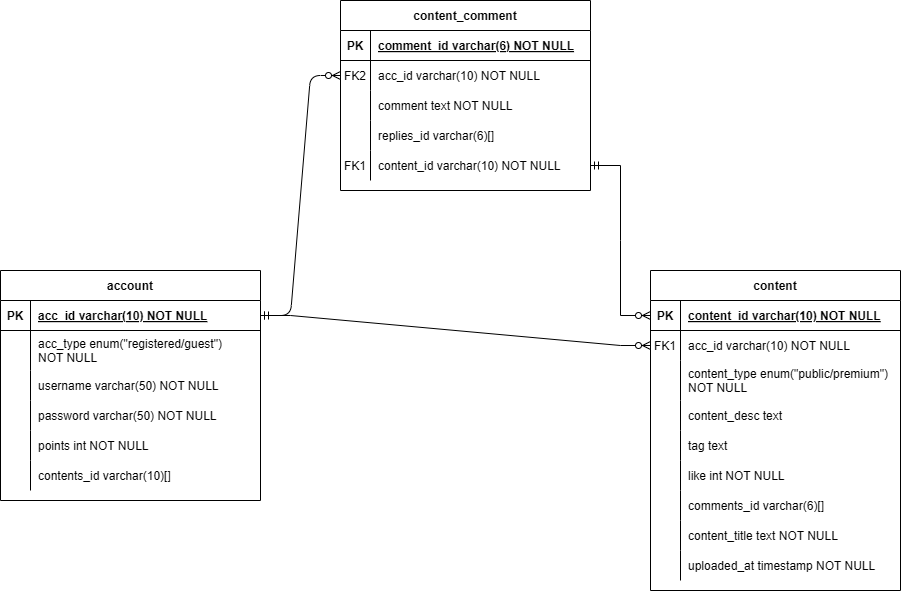 content_comment
PK comment_id varchar(6) NOT NULL
FK2 acc_id varchar(10) NOT NULL
comment text NOT NULL
replies_id varchar(6)[]
FK1 content_id varchar(10) NOT NULL
account
PK acc_id varchar(10) NOT NULL
acc_type enum("registered/guest")
NOT NULL
username varchar(50) NOT NULL
password varchar(50) NOT NULL
points int NOT NULL
contents_id varchar(10)[]
content
PK content_id varchar(10) NOT NULL
FK1 acc_id varchar(10) NOT NULL
content_type enum("public/premium")
NOT NULL
content_desc text
tag text
like int NOT NULL
comments_id varchar(6)[]
content_title text NOT NULL
uploaded_at timestamp NOT NULL